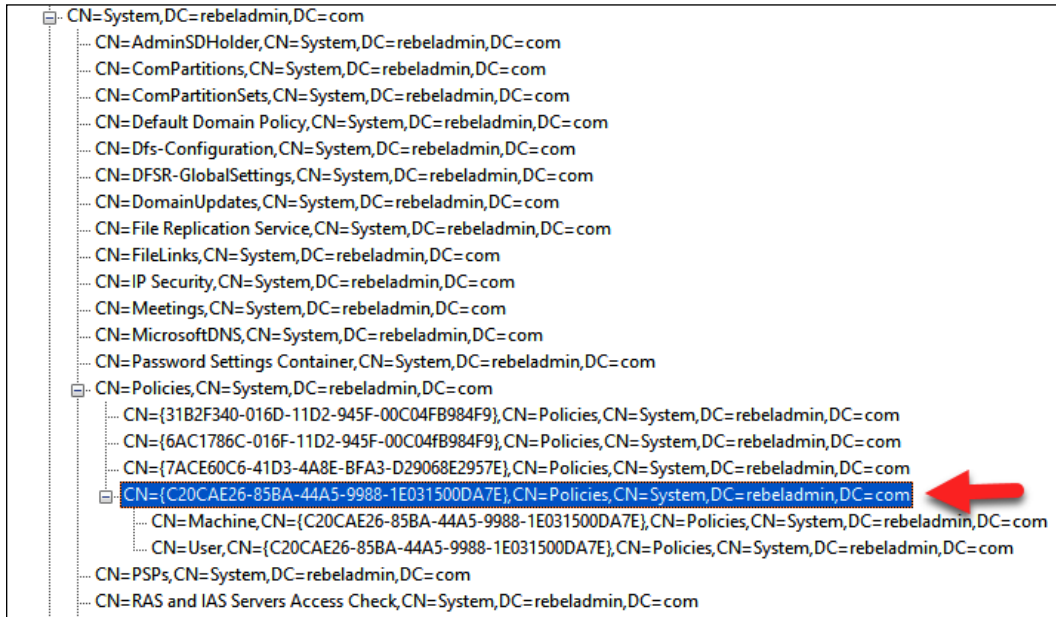 CN=System,DC=rebeladmin,DC=com
CN=AdminSDHolder,CN=System,DC=rebeladmin,DC=com
CN=ComPartitions,CN=System,DC=rebeladmin,DC=com
CN=ComPartitionSets,CN=System,DC=rebeladmin,DC=com
CN=Default Domain Policy,CN=System,DC=rebeladmin,DC=com
CN=Dfs-Configuration,CN=System,DC=rebeladmin,DC=com
CN=DFSR-GlobalSettings,CN=System,DC=rebeladmin,DC=com
CN=DomainUpdates,CN=System,DC=rebeladmin,DC=com
CN=File Replication Service,CN=System,DC=rebeladmin,DC=com
CN=FileLinks,CN=System,DC=rebeladmin,DC=com
CN=IP Security,CN=System,DC=rebeladmin,DC=com
CN=Meetings,CN=System,DC=rebeladmin,DC=com
CN=MicrosoftDNS,CN=System,DC=rebeladmin,DC=com
CN=Password Settings Container,CN=System,DC=rebeladmin,DC=com
CN=Policies,CN=System,DC=rebeladmin,DC=com
CN={31B2F340-016D-11D2-945F-00C04FB984F9},CN=Policies,CN=System,DC=rebeladmin,DC=com
CN={6AC1786C-016F-11D2-945F-00C04fB984F9},CN=Policies,CN=System,DC=rebeladmin,DC=com
CN={7ACE60C6-41D3-4A8E-BFA3-D29068E2957E},CN=Policies,CN=System,DC=rebeladmin,DC=com
CN={C20CAE26-85BA-44A5-9988-1E031500DA7E},CN=Policies,CN=System,DC=rebeladmin,DC=com
CN=Machine,CN={C20CAE26-85BA-44A5-9988-1E031500DA7E},CN=Policies,CN=System,DC=rebeladmin,DC=com
CN=User,CN={C20CAE26-85BA-44A5-9988-1E031500DA7E},CN=Policies,CN=System,DC=rebeladmin,DC=com
CN=PSPs,CN=System,DC=rebeladmin,DC=com
CN=RAS and IAS Servers Access Check,CN=System,DC=rebeladmin,DC=com